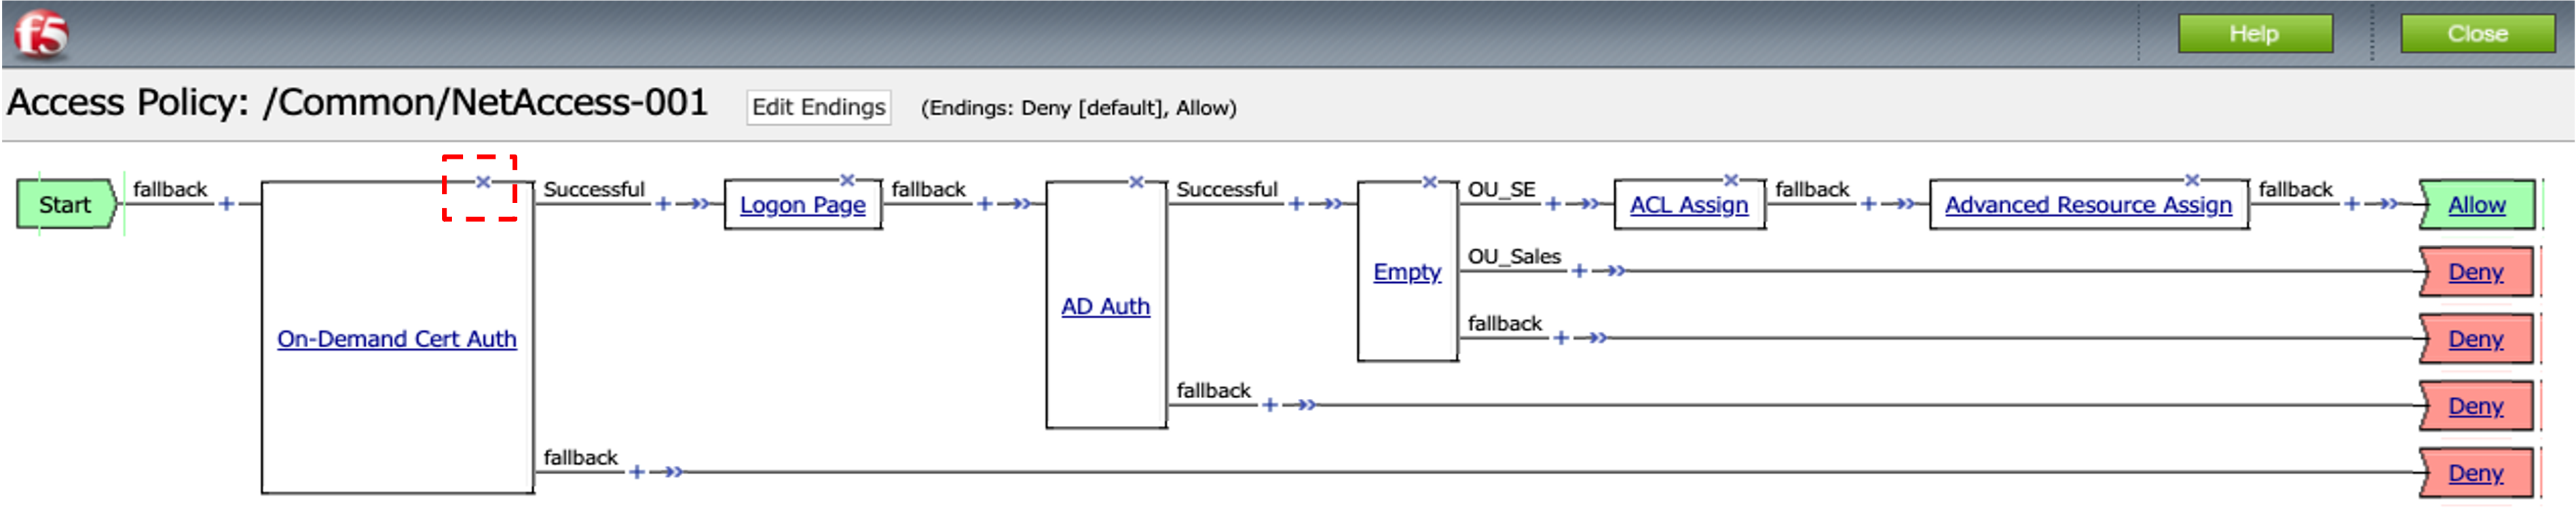 f5
Help
Close
Access Policy: /Common/NetAccess-001
Edit Endings
(Endings: Deny [default], Allow)
Start
fallback
On-Demand Cert Auth
Successful
Logon Page
fallback
AD Auth
Successful
Empty
OU_SE
ACL Assign
fallback
Advanced Resource Assign
fallback
Allow
OU_Sales
Deny
fallback
Deny
fallback
Deny
fallback
Deny